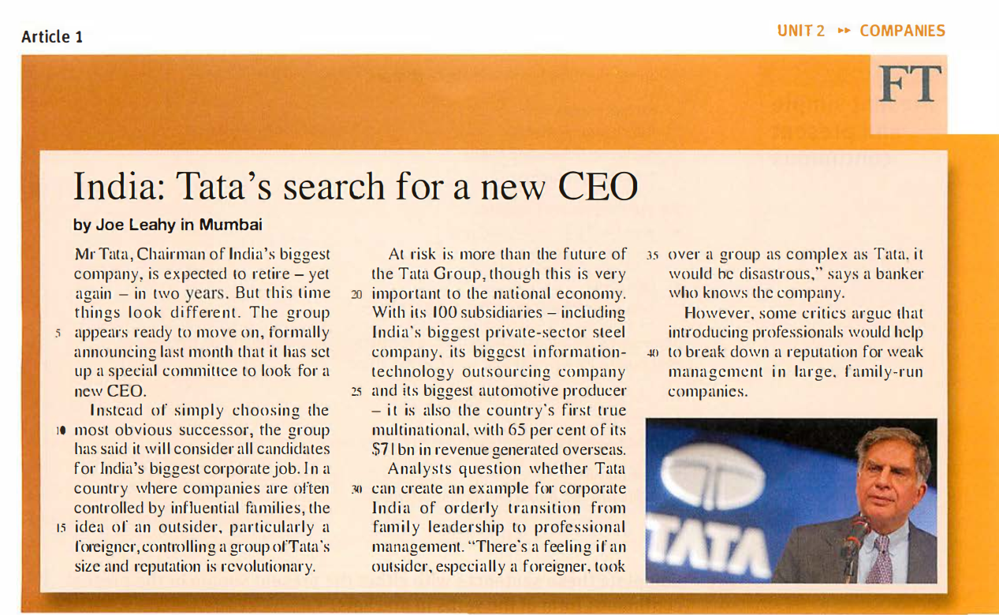 Article 1
UNIT 2 ▸▸ COMPANIES
FT
India: Tata's search for a new CEO
by Joe Leahy in Mumbai
Mr Tata, Chairman of India's biggest
company, is expected to retire – yet
again – in two years. But this time
things look different. The group
5 appears ready to move on, formally
announcing last month that it has set
up a special committee to look for a
new CEO.
Instead of simply choosing the
10 most obvious successor, the group
has said it will consider all candidates
for India's biggest corporate job. In a
country where companies are often
controlled by influential families, the
15 idea of an outsider, particularly a
foreigner, controlling a group of Tata's
size and reputation is revolutionary.
At risk is more than the future of
the Tata Group, though this is very
20 important to the national economy.
With its 100 subsidiaries – including
India's biggest private-sector steel
company, its biggest information-
technology outsourcing company
25 and its biggest automotive producer
– it is also the country's first true
multinational, with 65 per cent of its
$71bn in revenue generated overseas.
Analysts question whether Tata
30 can create an example for corporate
India of orderly transition from
family leadership to professional
management. “There's a feeling if an
outsider, especially a foreigner, took
35 over a group as complex as Tata, it
would be disastrous,” says a banker
who knows the company.
However, some critics argue that
introducing professionals would help
40 to break down a reputation for weak
management in large, family-run
companies.
TATA